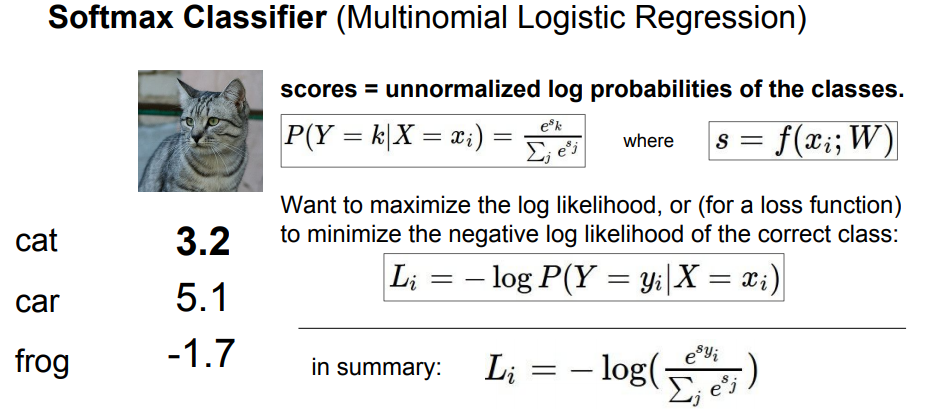 Softmax Classifier (Multinomial Logistic Regression)
scores = unnormalized log probabilities of the classes.
P(Y = k|X = x_i) = \frac{e^{s_k}}{\sum_j e^{s_j}} where s = f(x_i; W)
Want to maximize the log likelihood, or (for a loss function)
to minimize the negative log likelihood of the correct class:
L_i = − log P(Y = y_i|X = x_i)
in summary: L_i = − log(\frac{e^{s_{y_i}}}{\sum_j e^{s_j}})
cat 3.2
car 5.1
frog -1.7